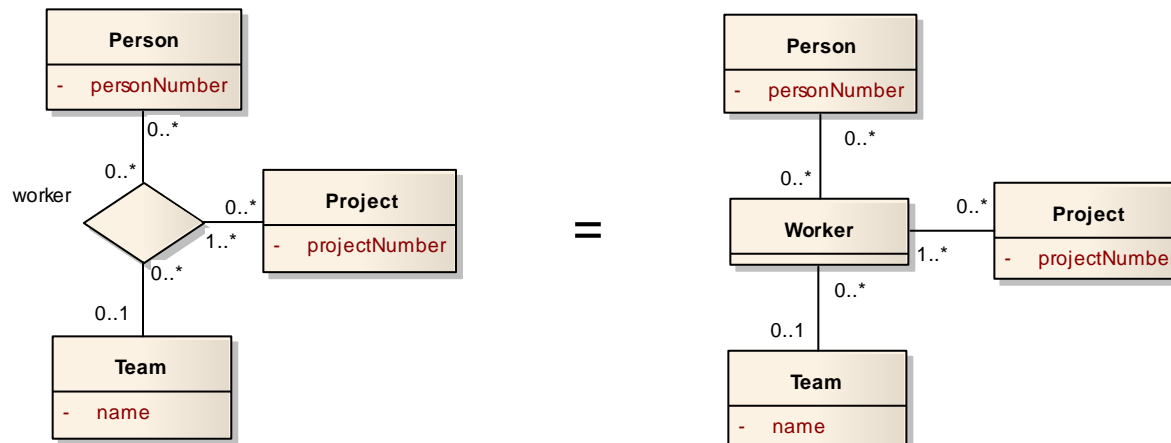 Person
- personNumber
0..*
0..*
worker
0..*
1..*
Project
- projectNumber
0..*
0..1
Team
- name
=
Person
- personNumber
0..*
0..*
Worker
0..*
1..*
Project
- projectNumbe
0..*
0..1
Team
- name